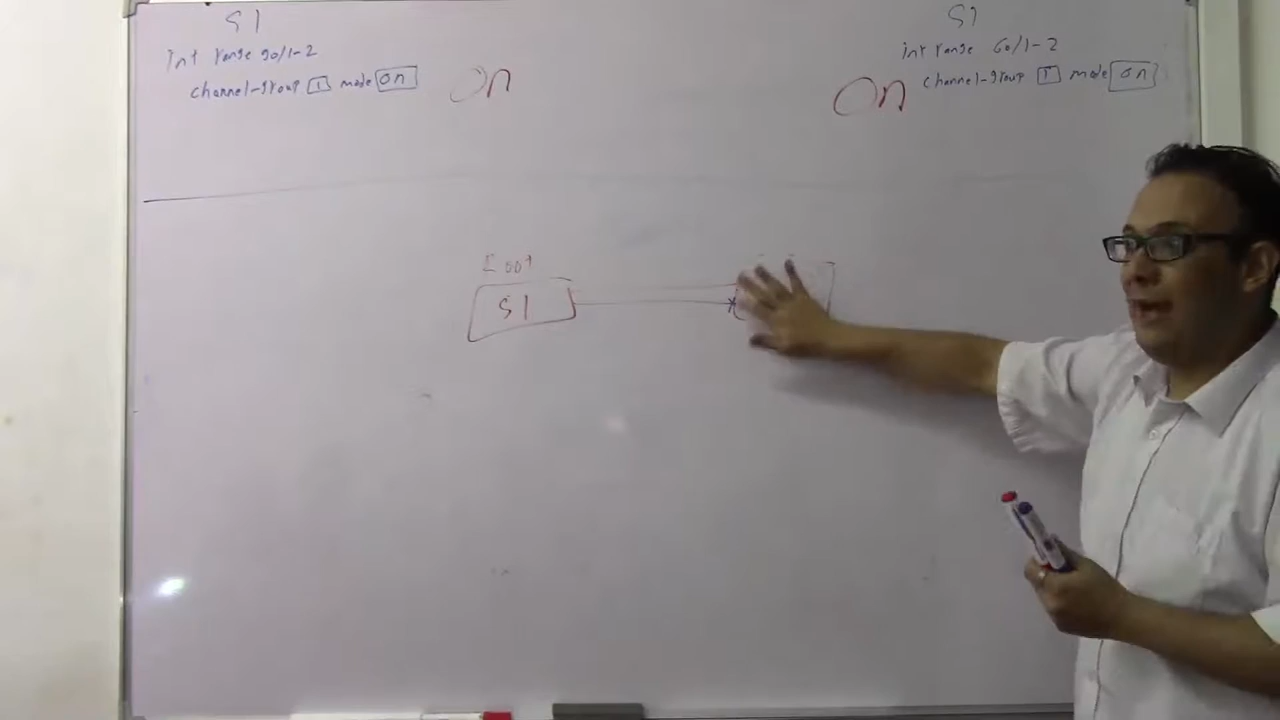 S1
int range g0/1-2
channel-group 1 mode on
on
S1
int range G0/1-2
channel-group 1 mode on
on
root
S1